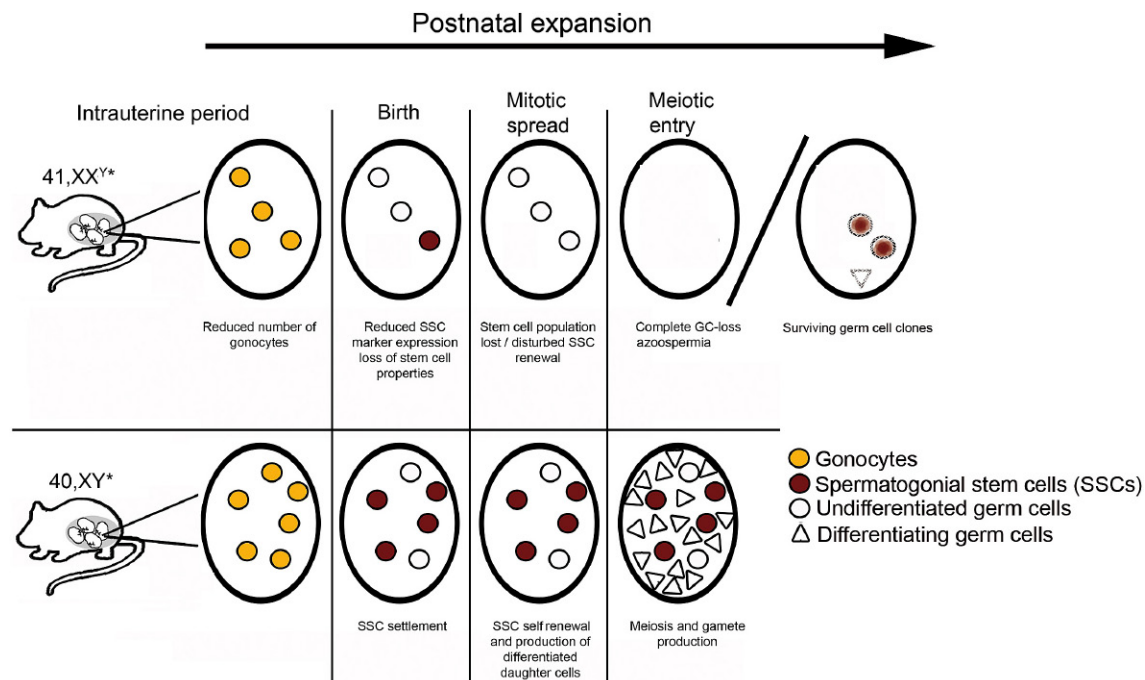 Postnatal expansion
Intrauterine period
Birth
Mitotic
spread
Meiotic
entry
41,XXY*
Reduced number of
gonocytes
Reduced SSC
marker expression
loss of stem cell
properties
Stem cell population
lost / disturbed SSC
renewal
Complete GC-loss
azoospermia
Surviving germ cell clones
40,XY*
SSC settlement
SSC self renewal
and production of
differentiated
daughter cells
Meiosis and gamete
production
Gonocytes
Spermatogonial stem cells (SSCs)
Undifferentiated germ cells
Differentiating germ cells